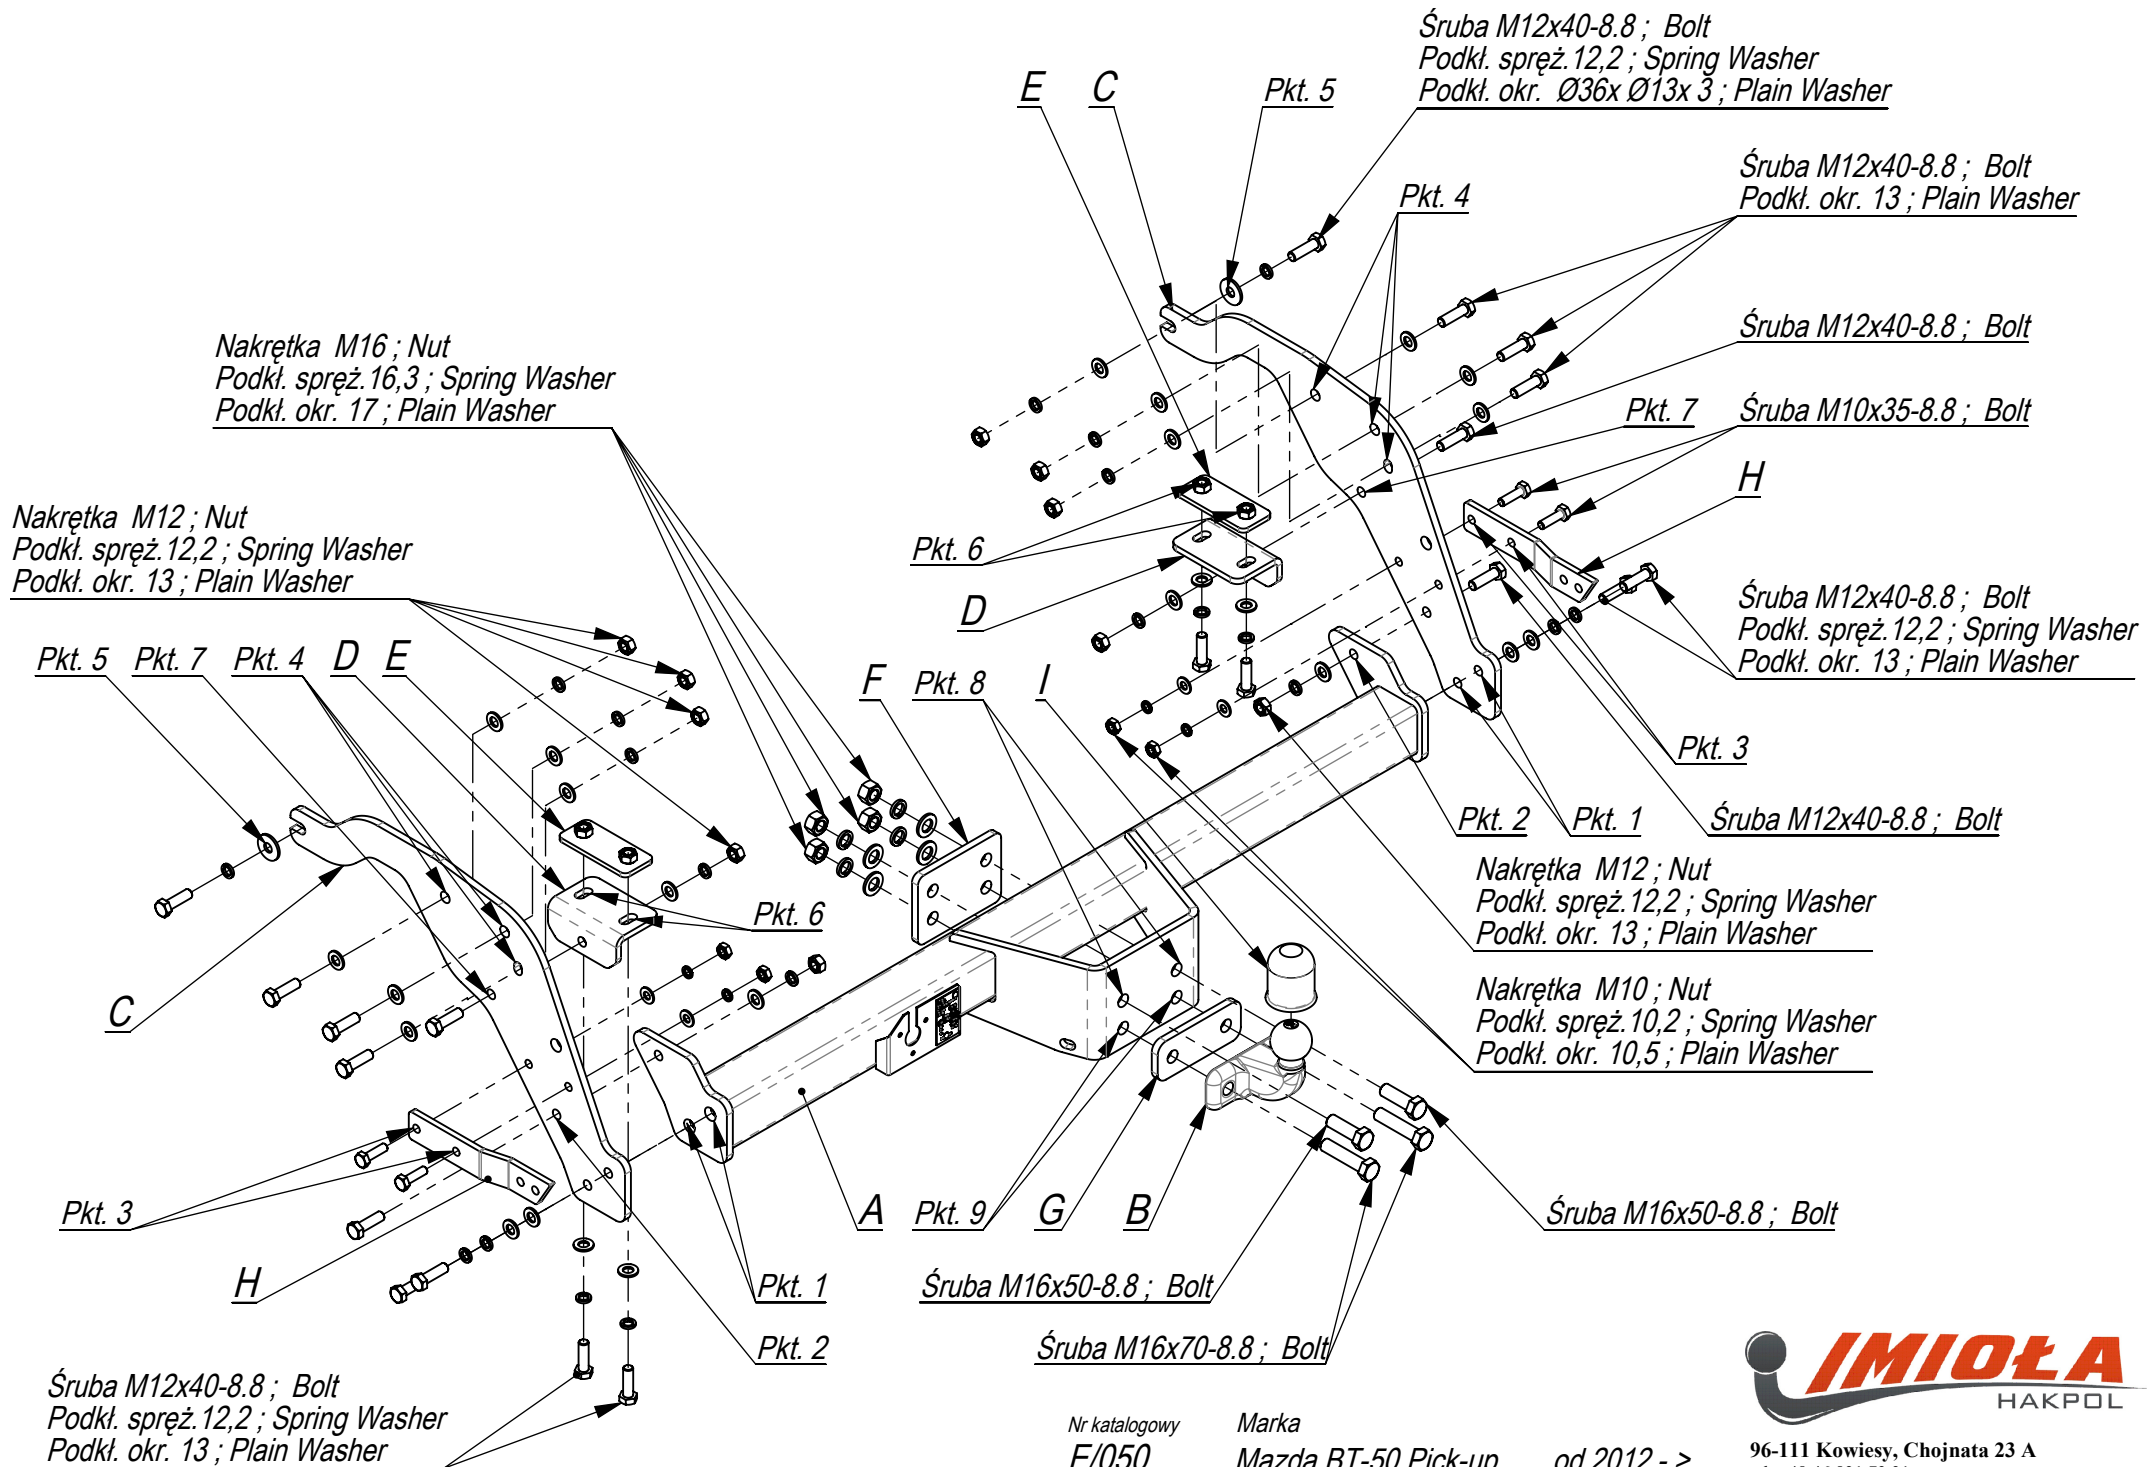 Śruba M12x40-8.8 ; Bolt
Podkł. spręż.12,2 ; Spring Washer
Podkł. okr. Ø36x Ø13x 3 ; Plain Washer
E
C
Pkt. 5
Pkt. 4
Śruba M12x40-8.8 ; Bolt
Podkł. okr. 13 ; Plain Washer
Śruba M12x40-8.8 ; Bolt
Pkt. 7
Śruba M10x35-8.8 ; Bolt
H
Nakrętka M16 ; Nut
Podkł. spręż.16,3 ; Spring Washer
Podkł. okr. 17 ; Plain Washer
Nakrętka M12 ; Nut
Podkł. spręż.12,2 ; Spring Washer
Podkł. okr. 13 ; Plain Washer
Pkt. 6
D
Śruba M12x40-8.8 ; Bolt
Podkł. spręż.12,2 ; Spring Washer
Podkł. okr. 13 ; Plain Washer
Pkt. 5
Pkt. 7
Pkt. 4
D
E
F
Pkt. 8
I
Pkt. 3
Pkt. 2
Pkt. 1
Śruba M12x40-8.8 ; Bolt
Nakrętka M12 ; Nut
Podkł. spręż.12,2 ; Spring Washer
Podkł. okr. 13 ; Plain Washer
Pkt. 6
C
Nakrętka M10 ; Nut
Podkł. spręż.10,2 ; Spring Washer
Podkł. okr. 10,5 ; Plain Washer
Pkt. 3
A
Pkt. 9
G
B
Śruba M16x50-8.8 ; Bolt
H
Pkt. 1
Śruba M16x50-8.8 ; Bolt
Pkt. 2
Śruba M16x70-8.8 ; Bolt
Śruba M12x40-8.8 ; Bolt
Podkł. spręż.12,2 ; Spring Washer
Podkł. okr. 13 ; Plain Washer
IMIOŁA
HAKPOL
Nr katalogowy
Marka
F/050
Mazda BT-50 Pick-up
od 2012 - >
96-111 Kowiesy, Chojnata 23 A